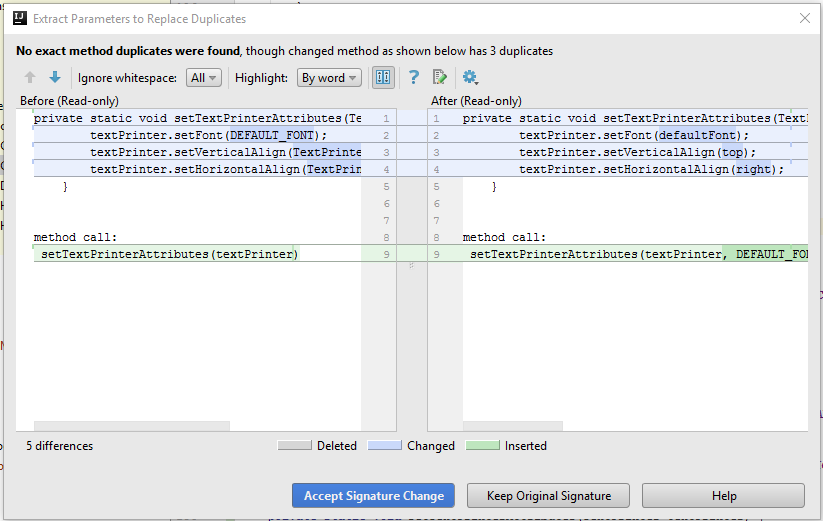 Extract Parameters to Replace Duplicates
No exact method duplicates were found, though changed method as shown below has 3 duplicates
Ignore whitespace: All Highlight: By word ?
Before (Read-only) After (Read-only)
private static void setTextPrinterAttributes(Te 1 1 private static void setTextPrinterAttributes(Text
textPrinter.setFont(DEFAULT_FONT); 2 2 textPrinter.setFont(defaultFont);
textPrinter.setVerticalAlign(TextPrinte 3 3 textPrinter.setVerticalAlign(top);
textPrinter.setHorizontalAlign(TextPrin 4 4 textPrinter.setHorizontalAlign(right);
} 5 5 }
6 6
7 7
method call: 8 8 method call:
setTextPrinterAttributes(textPrinter) 9 9 setTextPrinterAttributes(textPrinter, DEFAULT_FON
5 differences Deleted Changed Inserted
Accept Signature Change Keep Original Signature Help